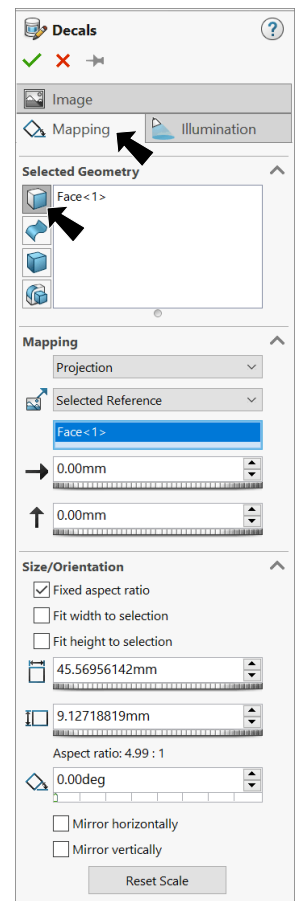 Decals
?
Image
Mapping
Illumination
Selected Geometry
Face<1>
Mapping
Projection
Selected Reference
Face<1>
0.00mm
0.00mm
Size/Orientation
Fixed aspect ratio
Fit width to selection
Fit height to selection
45.56956142mm
9.12718819mm
Aspect ratio: 4.99 : 1
0.00deg
Mirror horizontally
Mirror vertically
Reset Scale